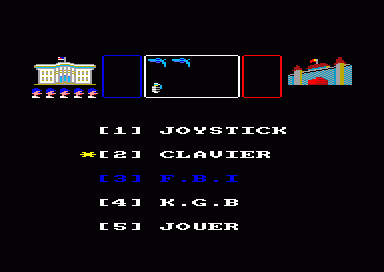 [1] JOYSTICK
*[2] CLAVIER
[3] F.B.I
[4] K.G.B
[5] JOUER